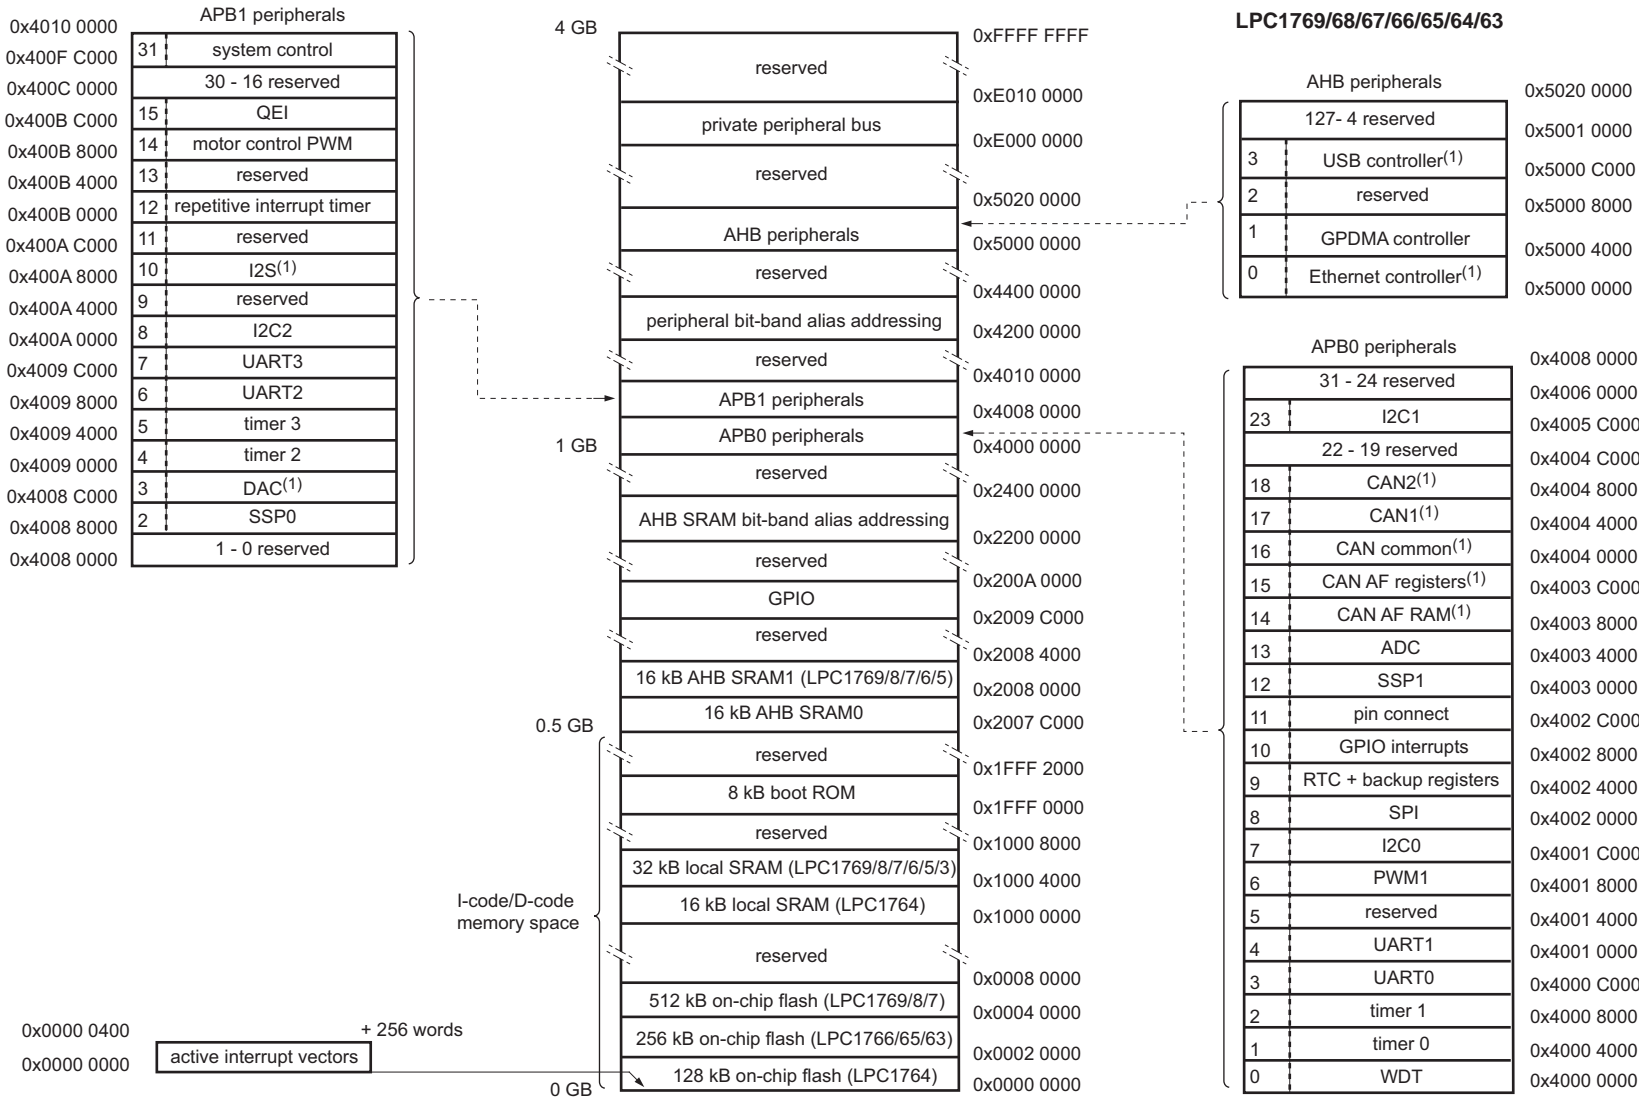 LPC1769/68/67/66/65/64/63
APB1 peripherals
0x4010 0000
31 system control
0x400F C000
30 - 16 reserved
0x400C 0000
15 QEI
0x400B C000
14 motor control PWM
0x400B 8000
13 reserved
0x400B 4000
12 repetitive interrupt timer
0x400B 0000
11 reserved
0x400A C000
10 I2S(1)
0x400A 8000
9 reserved
0x400A 4000
8 I2C2
0x400A 0000
7 UART3
0x4009 C000
6 UART2
0x4009 8000
5 timer 3
0x4009 4000
4 timer 2
0x4009 0000
3 DAC(1)
0x4008 C000
2 SSP0
0x4008 8000
1 - 0 reserved
0x4008 0000
0x0000 0400
+ 256 words
active interrupt vectors
0x0000 0000
4 GB
0xFFFF FFFF
reserved
0xE010 0000
private peripheral bus
0xE000 0000
reserved
0x5020 0000
AHB peripherals
0x5000 0000
reserved
0x4400 0000
peripheral bit-band alias addressing
0x4200 0000
reserved
0x4010 0000
APB1 peripherals
0x4008 0000
APB0 peripherals
1 GB
0x4000 0000
reserved
0x2400 0000
AHB SRAM bit-band alias addressing
0x2200 0000
reserved
0x200A 0000
GPIO
0x2009 C000
reserved
0x2008 4000
16 kB AHB SRAM1 (LPC1769/8/7/6/5)
0x2008 0000
16 kB AHB SRAM0
0x2007 C000
0.5 GB
reserved
0x1FFF 2000
8 kB boot ROM
0x1FFF 0000
reserved
0x1000 8000
32 kB local SRAM (LPC1769/8/7/6/5/3)
0x1000 4000
16 kB local SRAM (LPC1764)
0x1000 0000
I-code/D-code
memory space
reserved
0x0008 0000
512 kB on-chip flash (LPC1769/8/7)
0x0004 0000
256 kB on-chip flash (LPC1766/65/63)
0x0002 0000
128 kB on-chip flash (LPC1764)
0x0000 0000
0 GB
AHB peripherals
0x5020 0000
127- 4 reserved
0x5001 0000
3 USB controller(1)
0x5000 C000
2 reserved
0x5000 8000
1 GPDMA controller
0x5000 4000
0 Ethernet controller(1)
0x5000 0000
APB0 peripherals
0x4008 0000
31 - 24 reserved
0x4006 0000
23 I2C1
0x4005 C000
22 - 19 reserved
0x4004 C000
18 CAN2(1)
0x4004 8000
17 CAN1(1)
0x4004 4000
16 CAN common(1)
0x4004 0000
15 CAN AF registers(1)
0x4003 C000
14 CAN AF RAM(1)
0x4003 8000
13 ADC
0x4003 4000
12 SSP1
0x4003 0000
11 pin connect
0x4002 C000
10 GPIO interrupts
0x4002 8000
9 RTC + backup registers
0x4002 4000
8 SPI
0x4002 0000
7 I2C0
0x4001 C000
6 PWM1
0x4001 8000
5 reserved
0x4001 4000
4 UART1
0x4001 0000
3 UART0
0x4000 C000
2 timer 1
0x4000 8000
1 timer 0
0x4000 4000
0 WDT
0x4000 0000